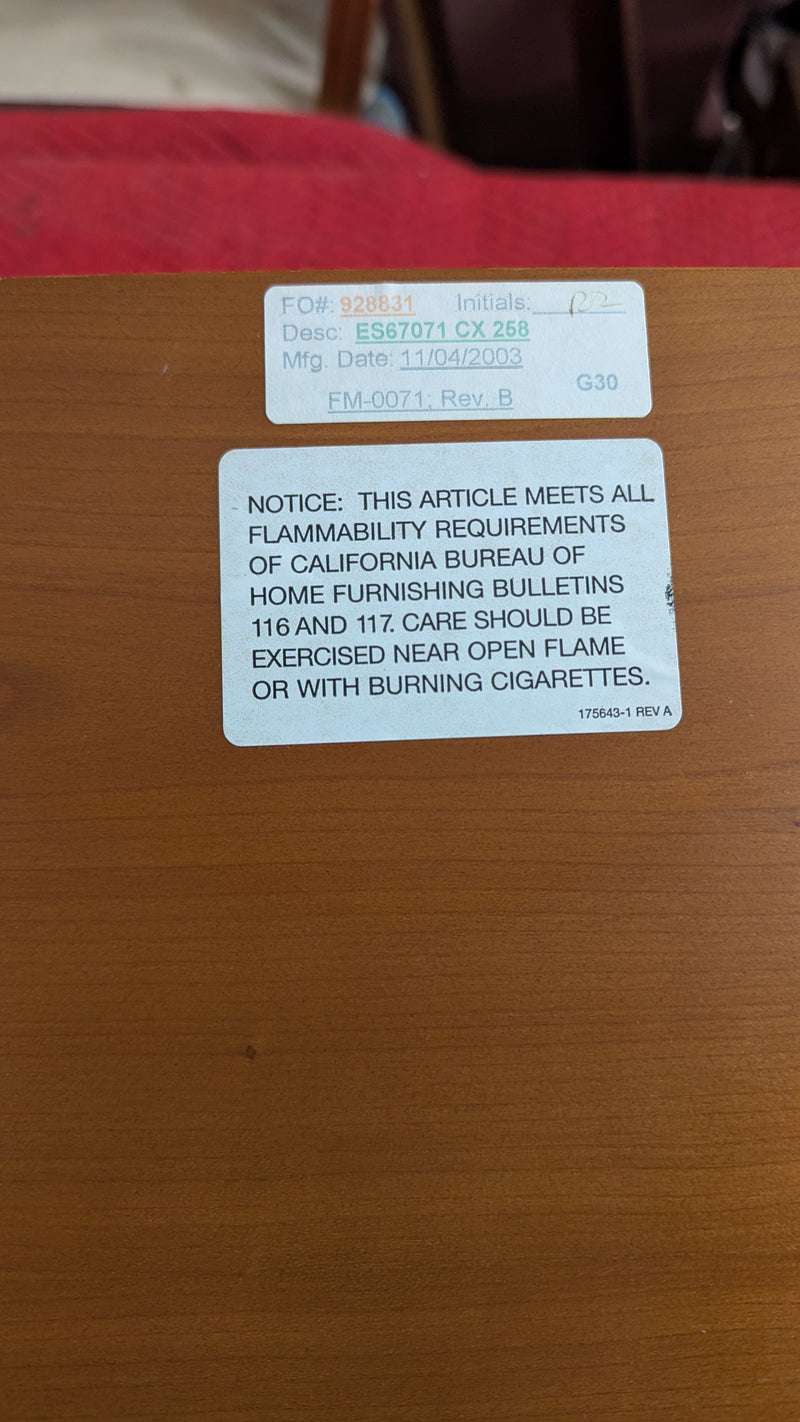 FO#: 928831 Initials:
Desc: ES67071 CX 258
Mfg. Date: 11/04/2003
G30
FM-0071; Rev. B
NOTICE: THIS ARTICLE MEETS ALL
FLAMMABILITY REQUIREMENTS
OF CALIFORNIA BUREAU OF
HOME FURNISHING BULLETINS
116 AND 117. CARE SHOULD BE
EXERCISED NEAR OPEN FLAME
OR WITH BURNING CIGARETTES.
175643-1 REV A